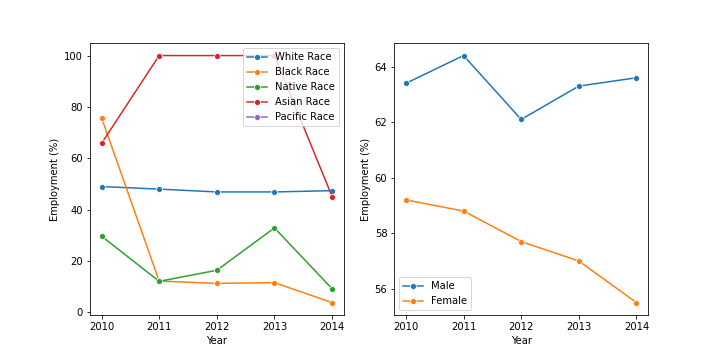 100
80
60
40
20
0
Employment (%)
2010 2011 2012 2013 2014
Year
White Race
Black Race
Native Race
Asian Race
Pacific Race
64
62
60
58
56
Employment (%)
2010 2011 2012 2013 2014
Year
Male
Female